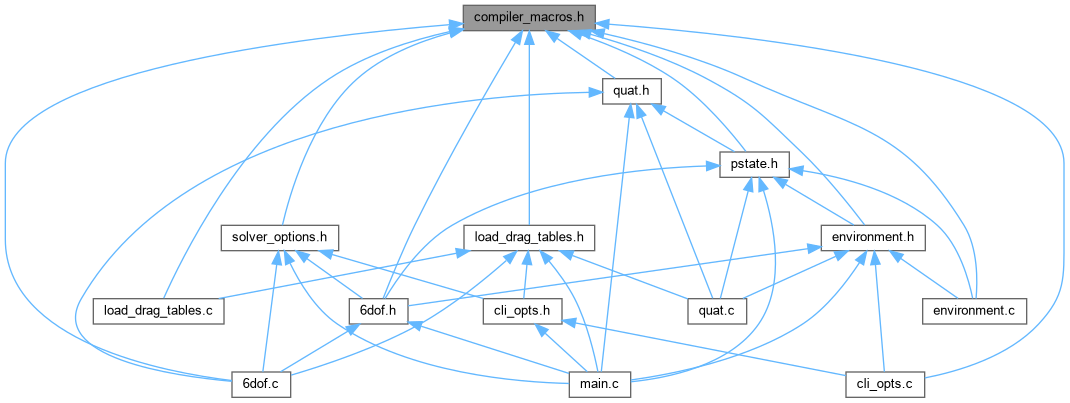 compiler_macros.h
quat.h
pstate.h
solver_options.h
load_drag_tables.h
environment.h
load_drag_tables.c
6dof.h
cli_opts.h
quat.c
environment.c
6dof.c
main.c
cli_opts.c